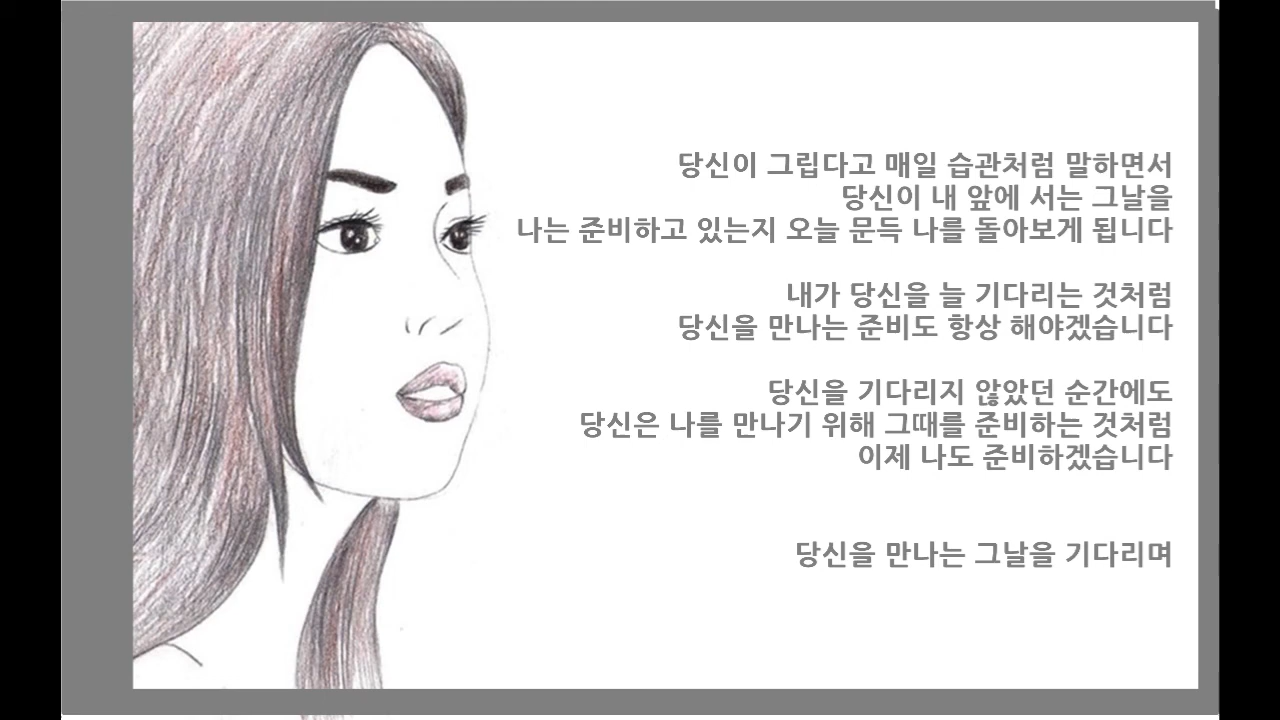 당신이 그립다고 매일 습관처럼 말하면서
당신이 내 앞에 서는 그날을
나는 준비하고 있는지 오늘 문득 나를 돌아보게 됩니다
내가 당신을 늘 기다리는 것처럼
당신을 만나는 준비도 항상 해야겠습니다
당신을 기다리지 않았던 순간에도
당신은 나를 만나기 위해 그때를 준비하는 것처럼
이제 나도 준비하겠습니다
당신을 만나는 그날을 기다리며